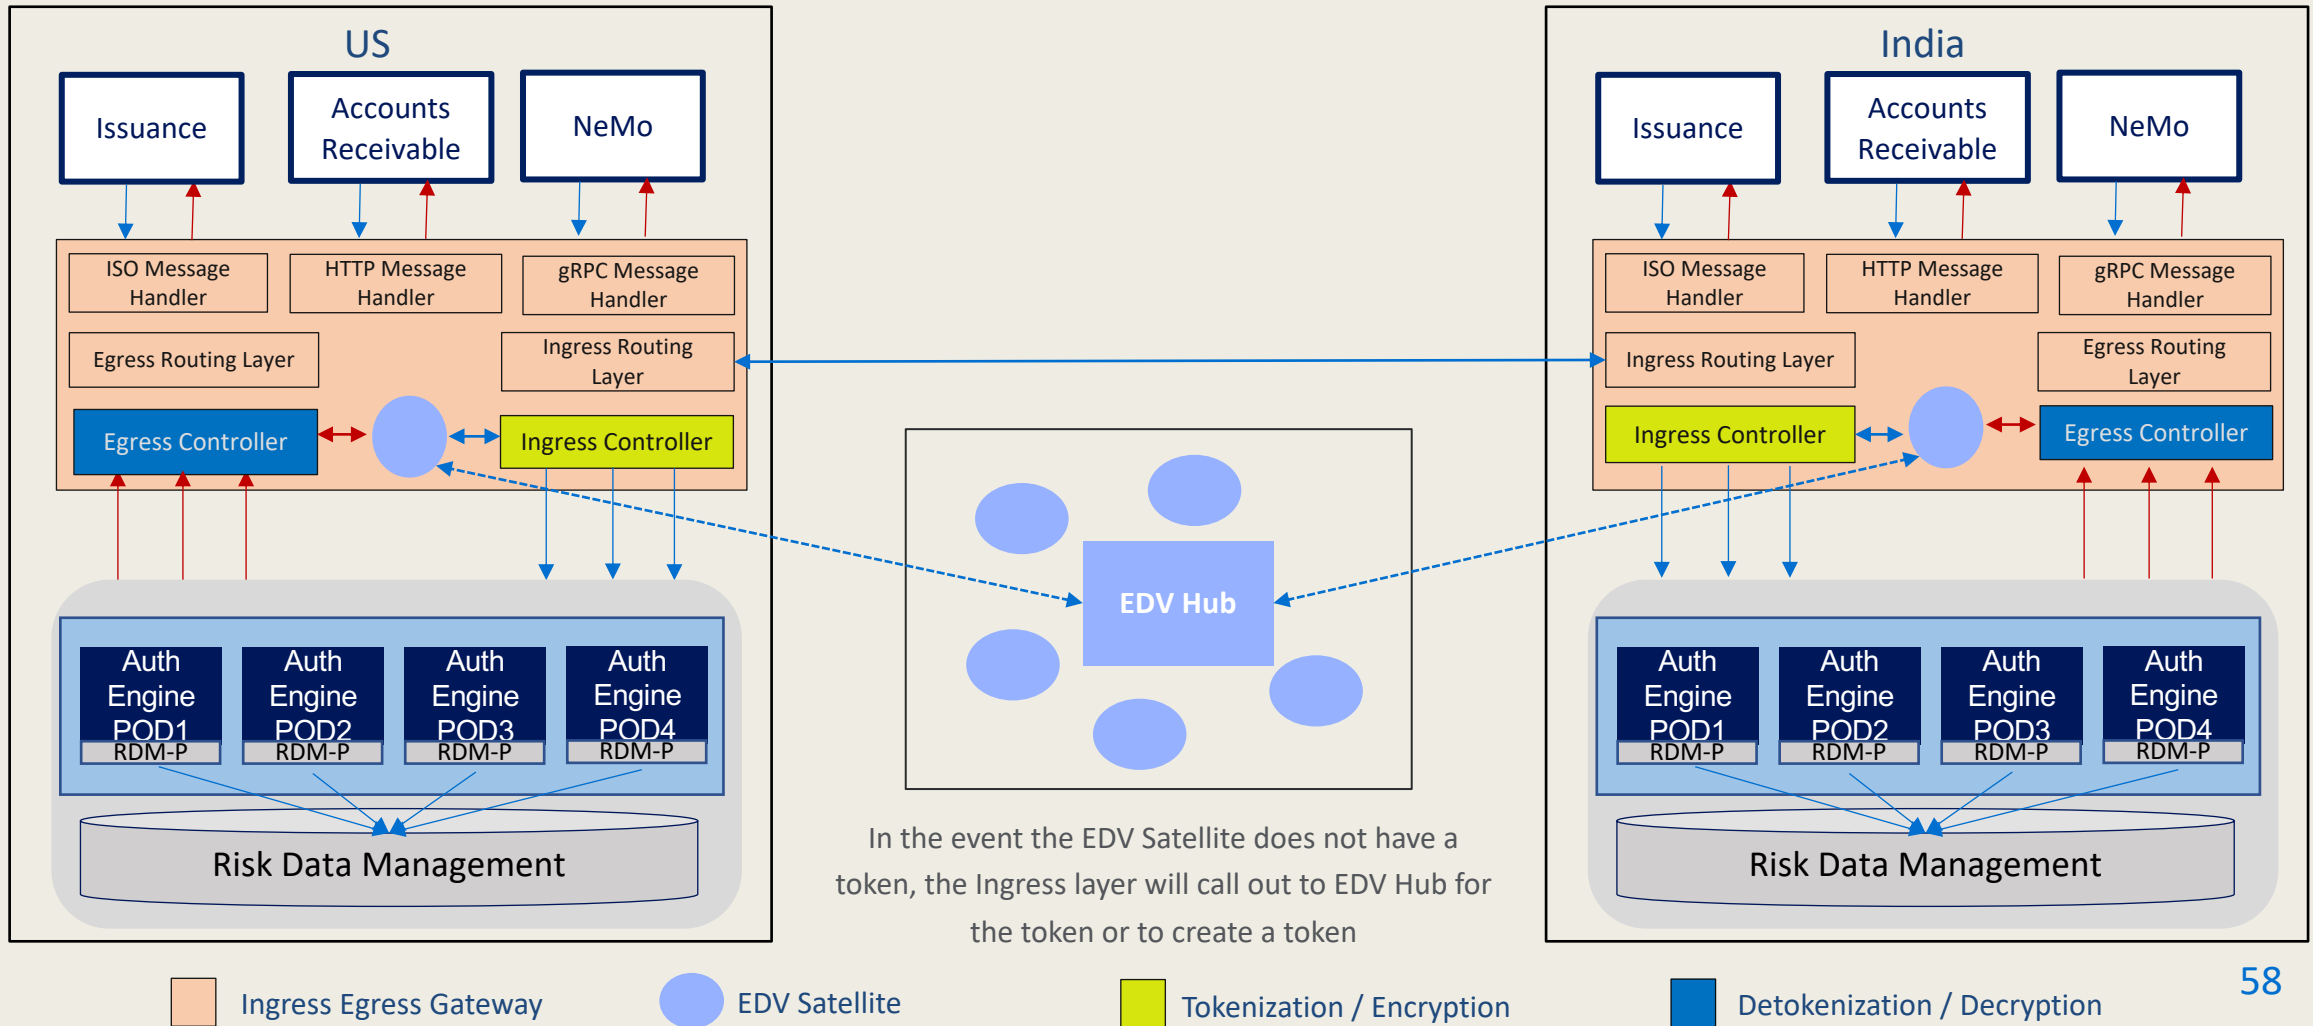 US
Issuance
Accounts
Receivable
NeMo
ISO Message
Handler
HTTP Message
Handler
gRPC Message
Handler
Egress Routing Layer
Ingress Routing
Layer
Egress Controller
Ingress Controller
Auth
Engine
POD1
RDM-P
Auth
Engine
POD2
RDM-P
Auth
Engine
POD3
RDM-P
Auth
Engine
POD4
RDM-P
Risk Data Management
EDV Hub
In the event the EDV Satellite does not have a
token, the Ingress layer will call out to EDV Hub for
the token or to create a token
India
Issuance
Accounts
Receivable
NeMo
ISO Message
Handler
HTTP Message
Handler
gRPC Message
Handler
Ingress Routing Layer
Egress Routing
Layer
Ingress Controller
Egress Controller
Auth
Engine
POD1
RDM-P
Auth
Engine
POD2
RDM-P
Auth
Engine
POD3
RDM-P
Auth
Engine
POD4
RDM-P
Risk Data Management
Ingress Egress Gateway
EDV Satellite
Tokenization / Encryption
Detokenization / Decryption
58